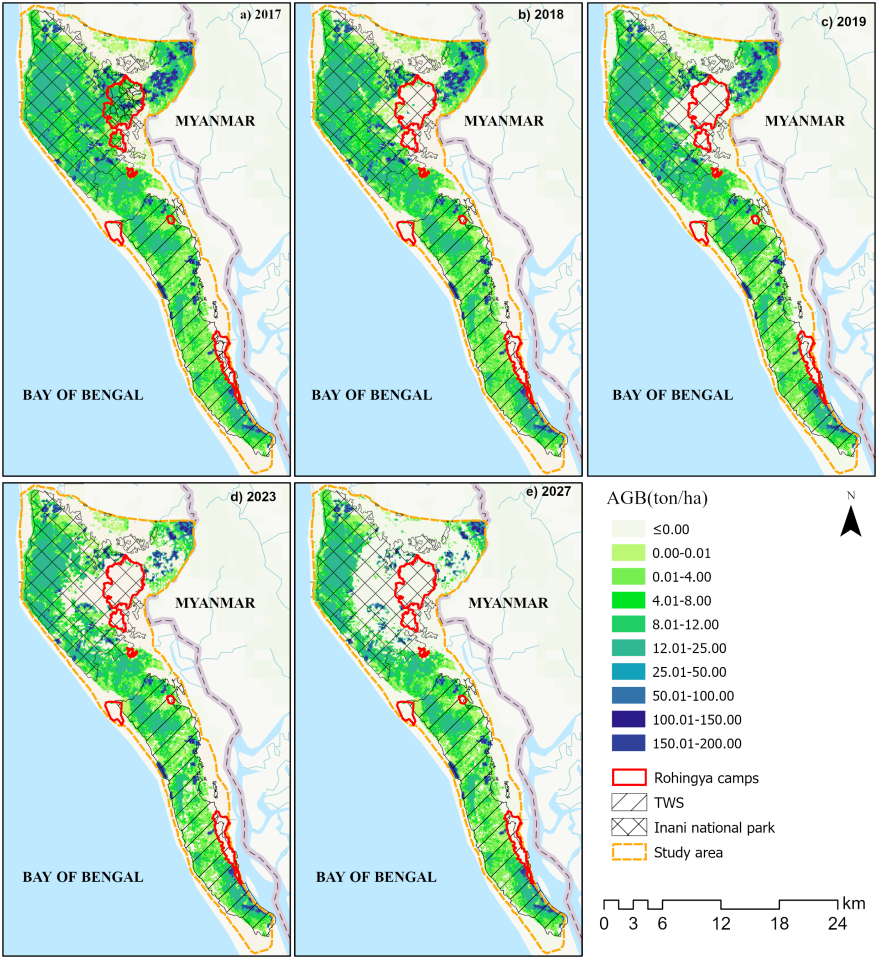 a) 2017
MYANMAR
BAY OF BENGAL
b) 2018
MYANMAR
BAY OF BENGAL
c) 2019
MYANMAR
BAY OF BENGAL
d) 2023
MYANMAR
BAY OF BENGAL
e) 2027
MYANMAR
BAY OF BENGAL
AGB(ton/ha)
≤0.00
0.00-0.01
0.01-4.00
4.01-8.00
8.01-12.00
12.01-25.00
25.01-50.00
50.01-100.00
100.01-150.00
150.01-200.00
Rohingya camps
TWS
Inani national park
Study area
N
km
0 3 6 12 18 24